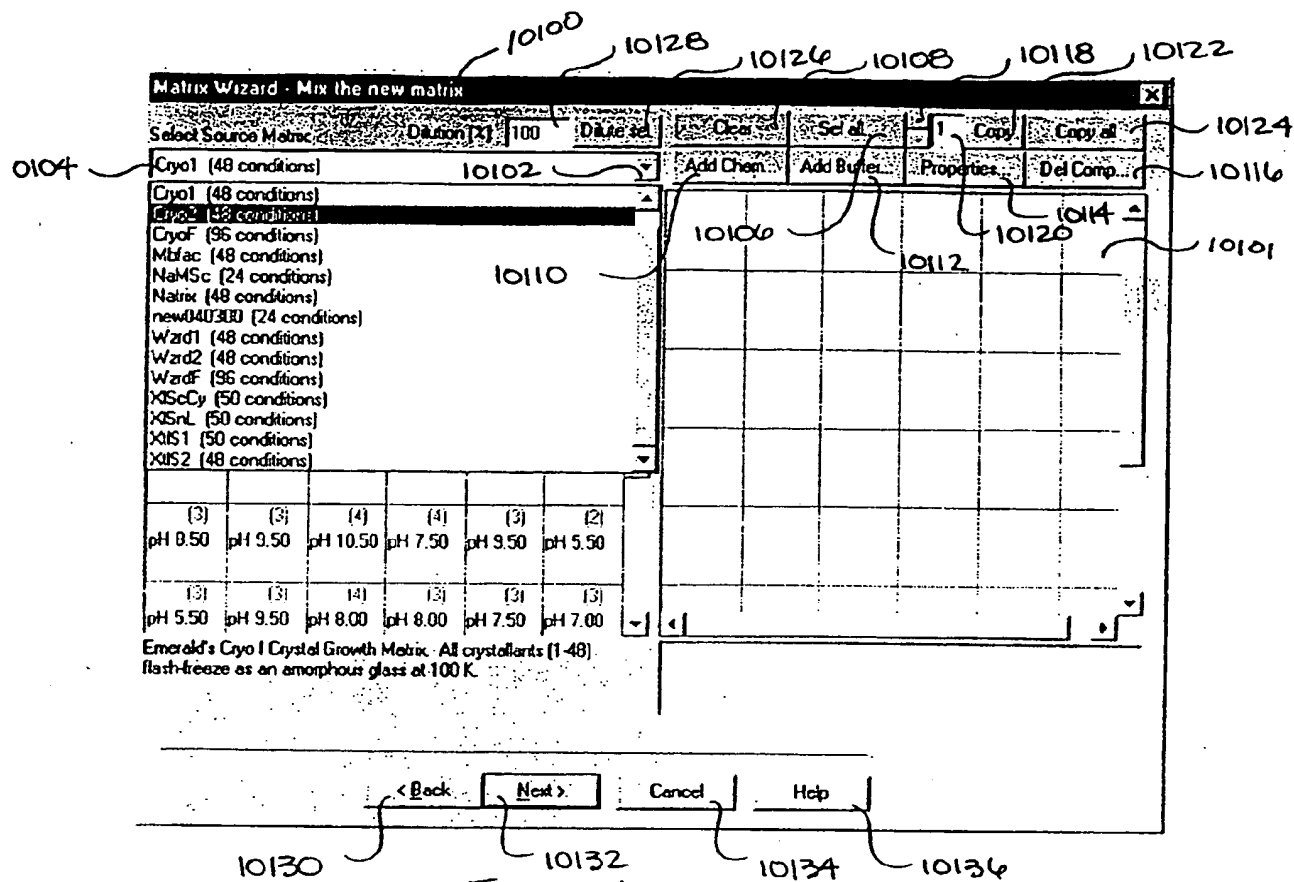 10100
10128
10126
10108
10118
10122
Matrix Wizard - Mix the new matrix
Select Source Matrix
Dilution [%]
100
Dilute sel
Clear
Sel all
1
Copy
Copy all
10124
0104
Cryo1 (48 conditions)
10102
Add Chem...
Add Buffer...
Properties...
Del Comp...
10116
Cryo1 (48 conditions)
Cryo2 (48 conditions)
CryoF (96 conditions)
Mbfac (48 conditions)
NaMSc (24 conditions)
Natrix (48 conditions)
new040300 (24 conditions)
Wzrd1 (48 conditions)
Wzrd2 (48 conditions)
WzrdF (96 conditions)
XlScCy (50 conditions)
XlSnL (50 conditions)
XtlS1 (50 conditions)
XtlS2 (48 conditions)
10114
10106
10120
10112
10101
10110
(3) (3) (4) (4) (3) (2)
pH 8.50 pH 9.50 pH 10.50 pH 7.50 pH 9.50 pH 5.50
(3) (3) (4) (3) (3) (3)
pH 5.50 pH 9.50 pH 8.00 pH 8.00 pH 7.50 pH 7.00
Emerald's Cryo I Crystal Growth Matrix. All crystallants (1-48)
flash-freeze as an amorphous glass at 100 K.
< Back
Next >
Cancel
Help
10130
10132
10134
10136